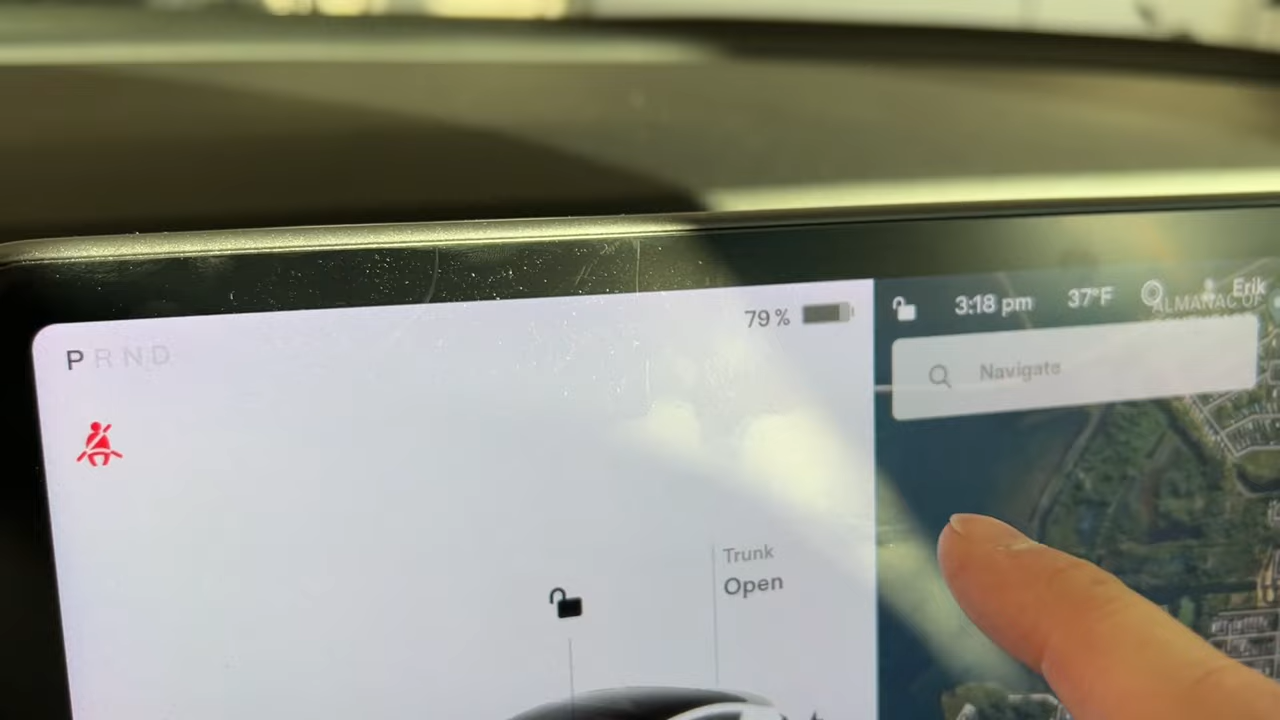 79 %
3:18 pm
37°F
Erik
P R N D
ALMANAC OF
Navigate
Trunk
Open